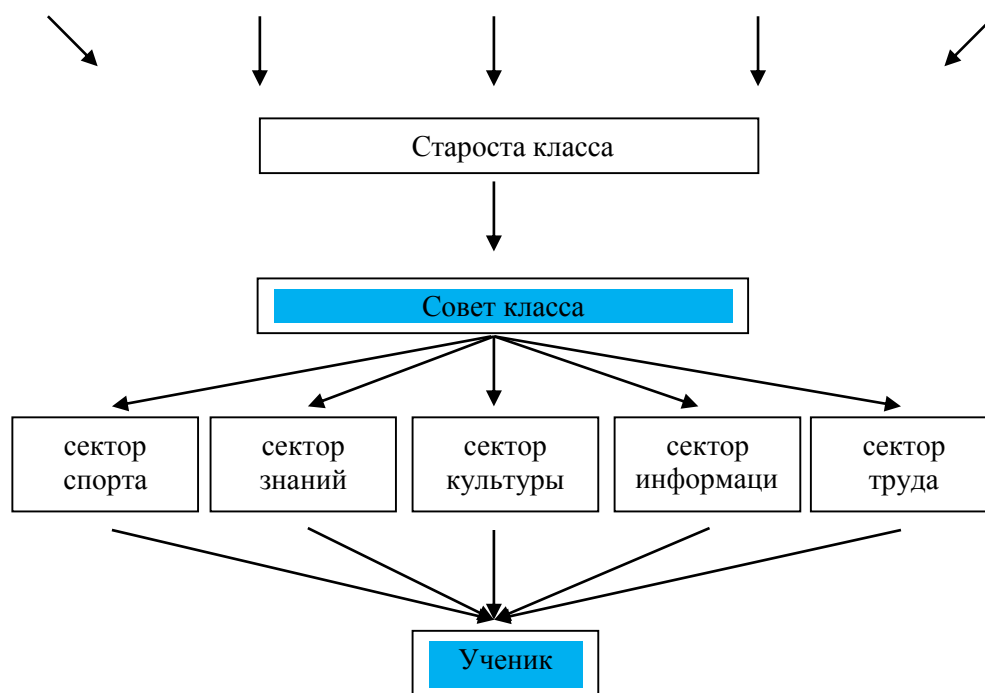 Староста класса
Совет класса
сектор
спорта
сектор
знаний
сектор
культуры
сектор
информаци
сектор
труда
Ученик